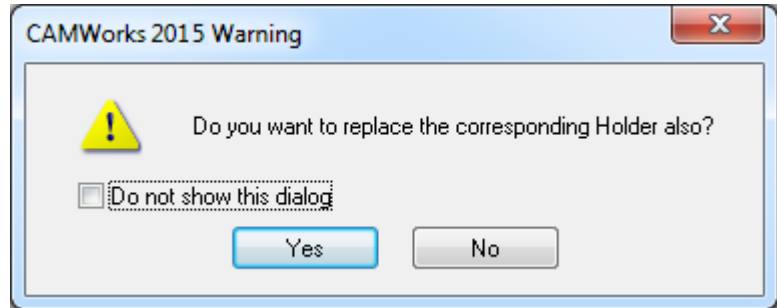 CAMWorks 2015 Warning
Do you want to replace the corresponding Holder also?
Do not show this dialog
Yes No